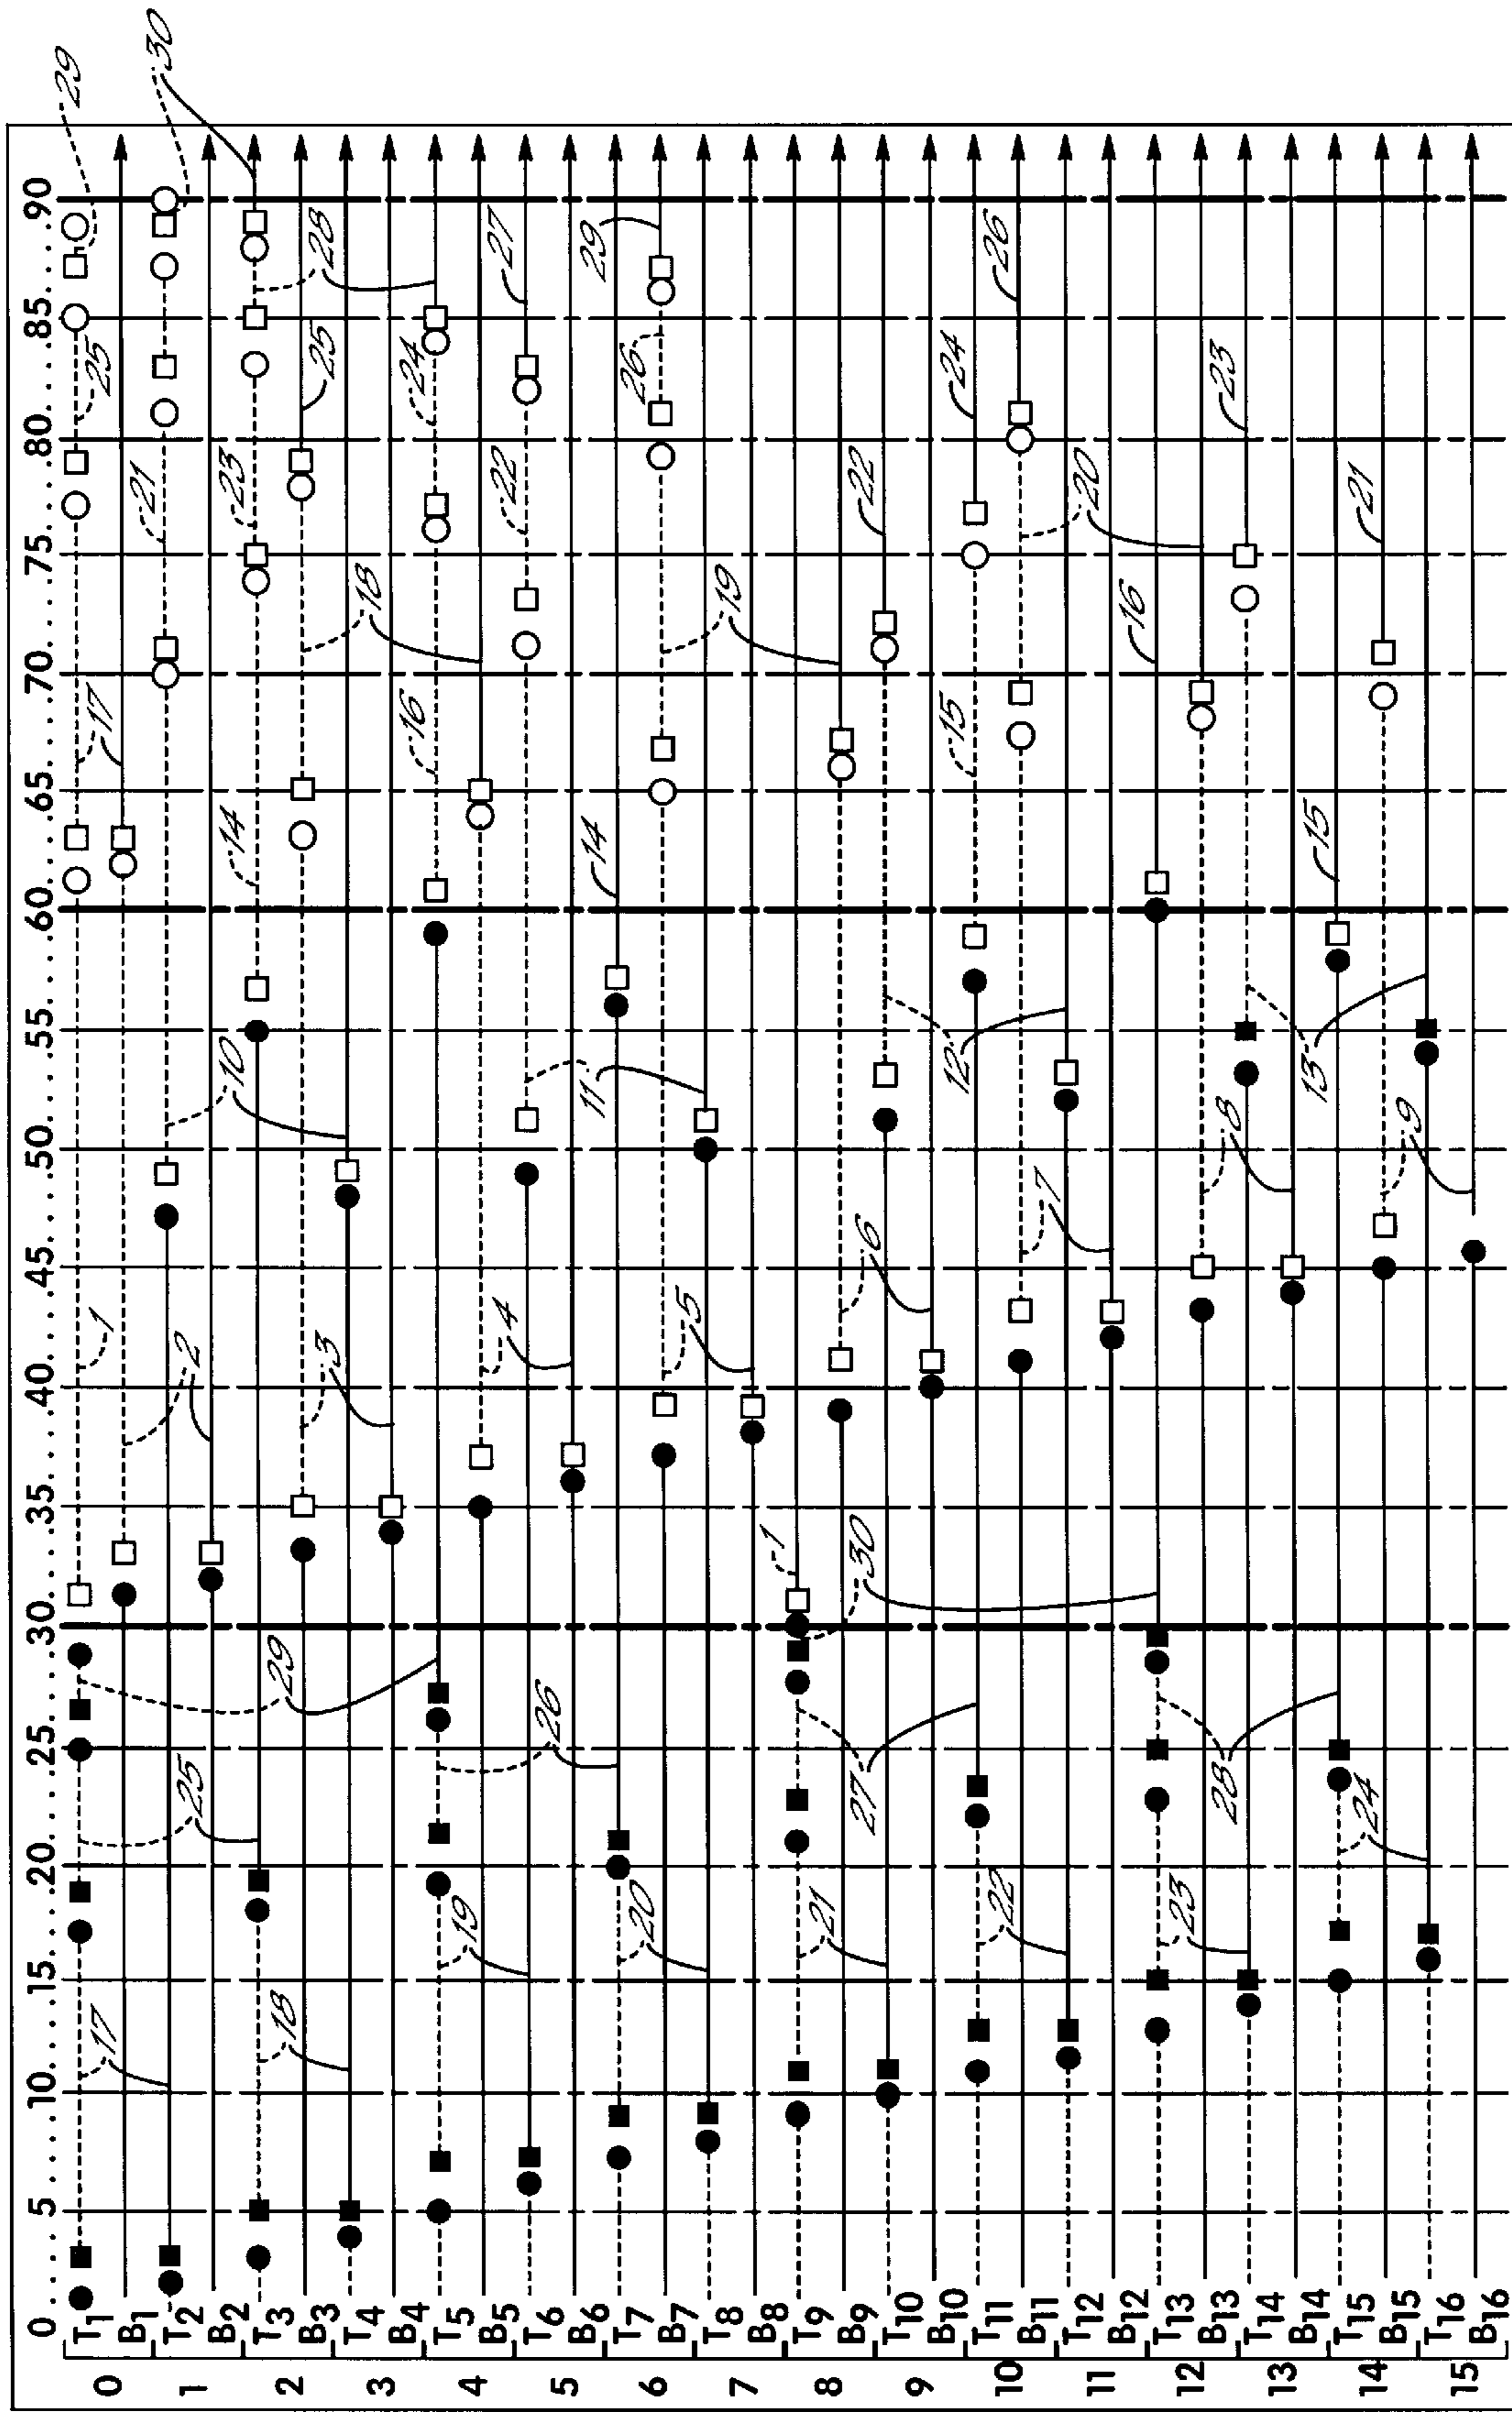 0....5....10....15....20....25....30....35....40....45....50....55....60....65....70....75....80....85....90
0 T1
B1
1 T2
B2
2 T3
B3
3 T4
B4
4 T5
B5
5 T6
B6
6 T7
B7
7 T8
B8
8 T9
B9
9 T10
B10
10 T11
B11
11 T12
B12
12 T13
B13
13 T14
B14
14 T15
B15
15 T16
B16
29
17
1
17
25
30
25
2
21
10
14
23
18
29
3
25
28
18
16
24
19
4
22
27
26
11
14
20
5
26
29
19
1
21
30
6
22
27
12
15
24
22
7
26
20
16
23
28
8
23
13
15
24
9
21